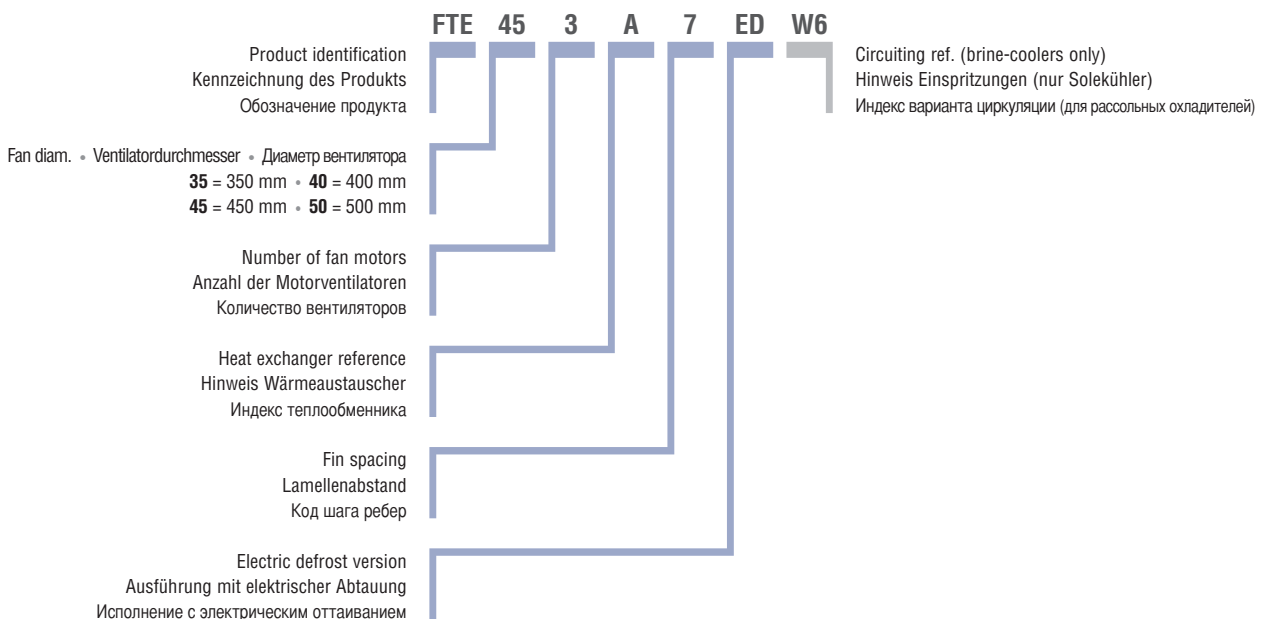 FTE 45 3 A 7 ED W6
Product identification
Kennzeichnung des Produkts
Обозначение продукта
Circuiting ref. (brine-coolers only)
Hinweis Einspritzungen (nur Solekühler)
Индекс варианта циркуляции (для рассольных охладителей)
Fan diam. • Ventilatordurchmesser • Диаметр вентилятора
35 = 350 mm • 40 = 400 mm
45 = 450 mm • 50 = 500 mm
Number of fan motors
Anzahl der Motorventilatoren
Количество вентиляторов
Heat exchanger reference
Hinweis Wärmeaustauscher
Индекс теплообменника
Fin spacing
Lamellenabstand
Код шага ребер
Electric defrost version
Ausführung mit elektrischer Abtauung
Исполнение с электрическим оттаиванием